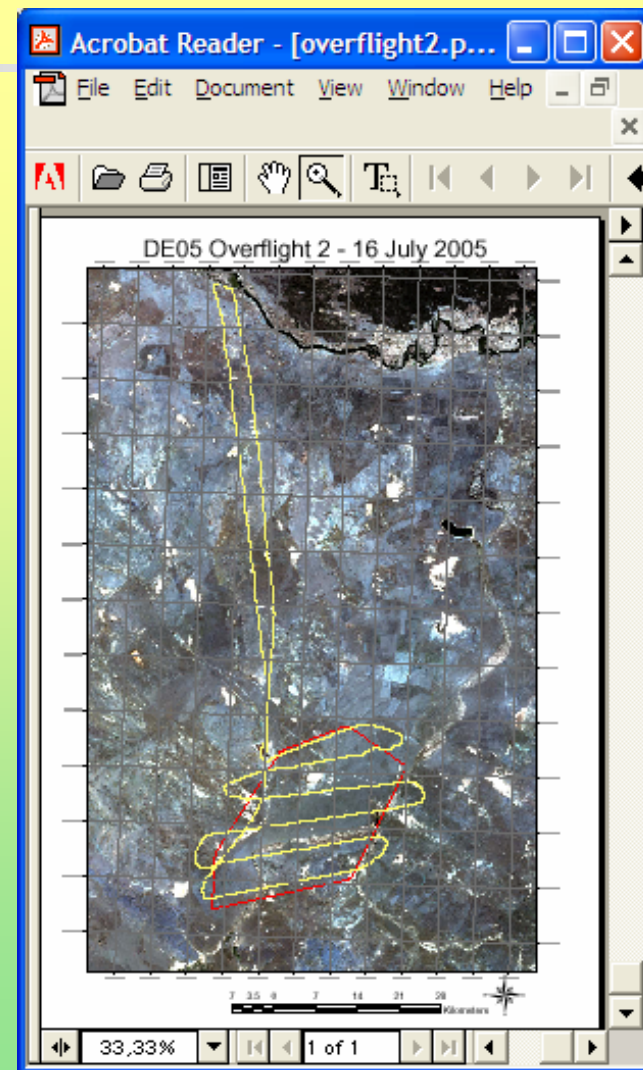 Acrobat Reader - [overflight2.p...
File Edit Document View Window Help
DE05 Overflight 2 - 16 July 2005
7 3.5 0 7 14 21 28
Kilometers
33,33% 1 of 1